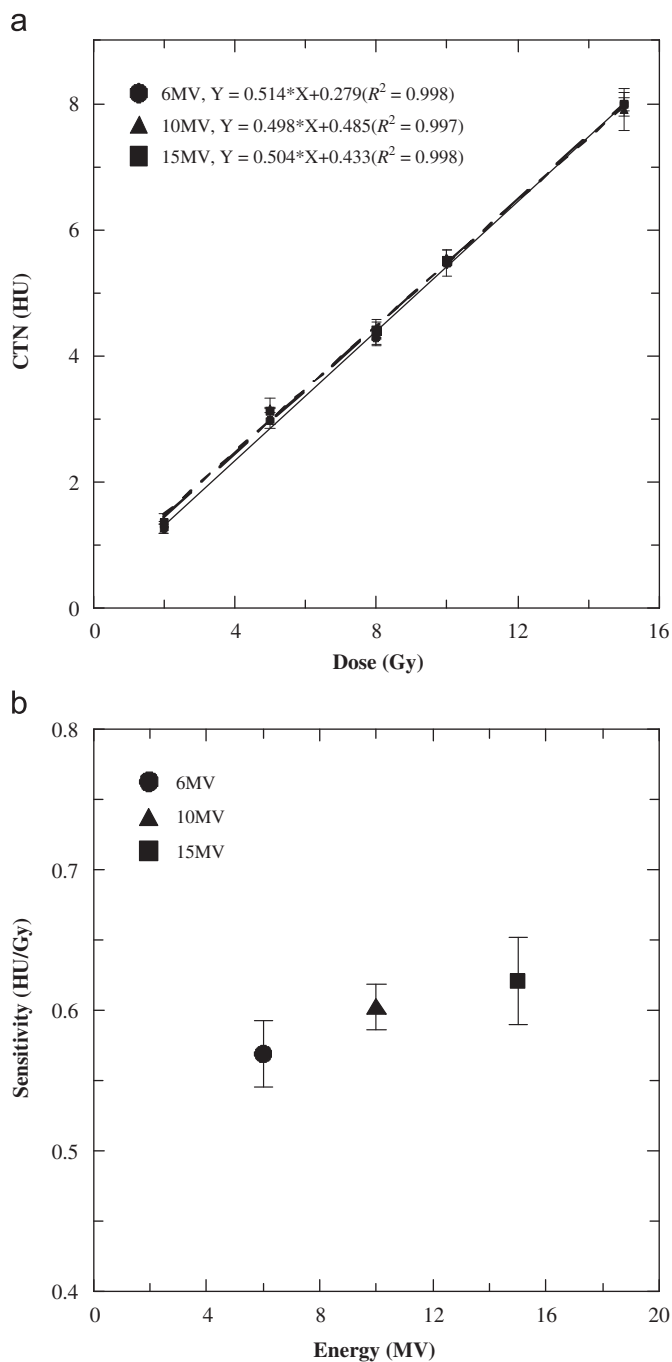 a
6MV, Y = 0.514*X+0.279(R² = 0.998)
10MV, Y = 0.498*X+0.485(R² = 0.997)
15MV, Y = 0.504*X+0.433(R² = 0.998)
8
6
4
2
0
CTN (HU)
0 4 8 12 16
Dose (Gy)
b
6MV
10MV
15MV
0.8
0.7
0.6
0.5
0.4
Sensitivity (HU/Gy)
0 4 8 12 16 20
Energy (MV)